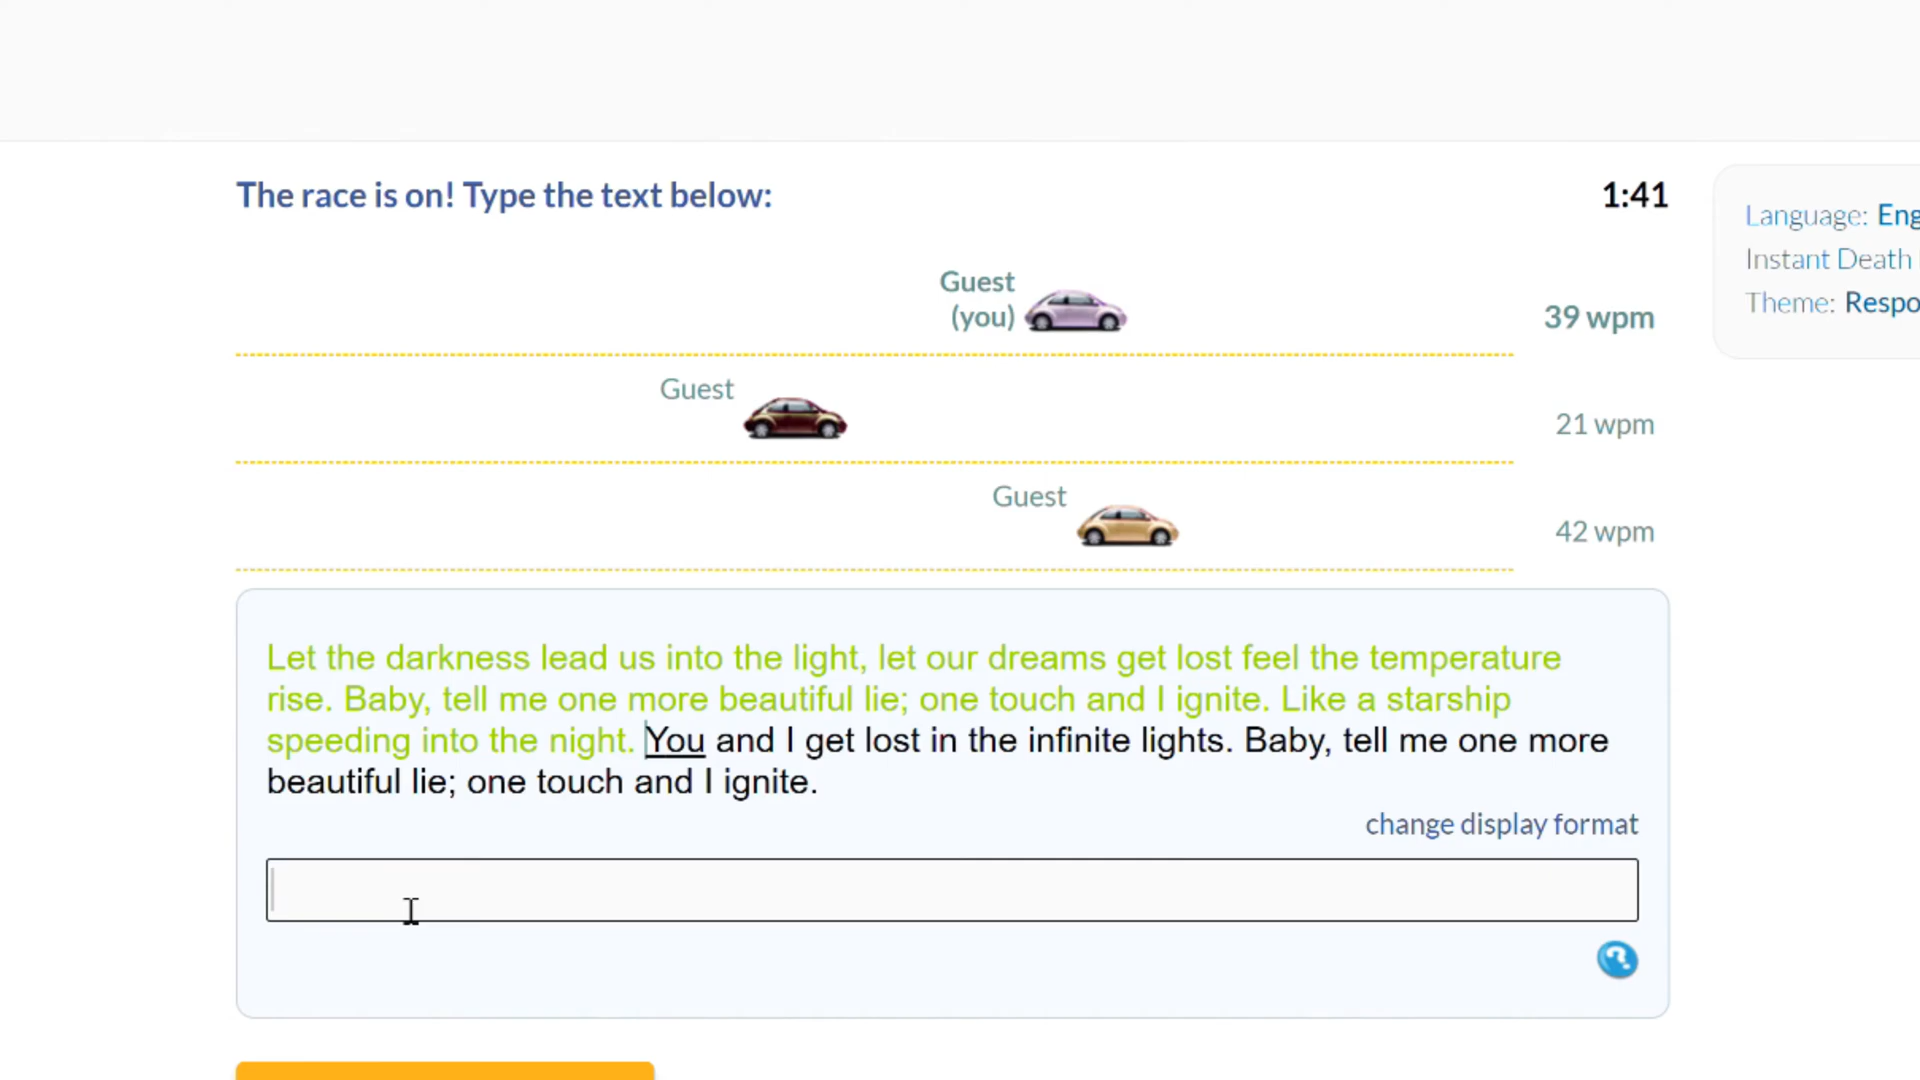 The race is on! Type the text below:
1:41
Language: Eng
Instant Death
Theme: Respo
Guest
(you)
39 wpm
Guest
21 wpm
Guest
42 wpm
Let the darkness lead us into the light, let our dreams get lost feel the temperature
rise. Baby, tell me one more beautiful lie; one touch and I ignite. Like a starship
speeding into the night. You and I get lost in the infinite lights. Baby, tell me one more
beautiful lie; one touch and I ignite.
change display format
?